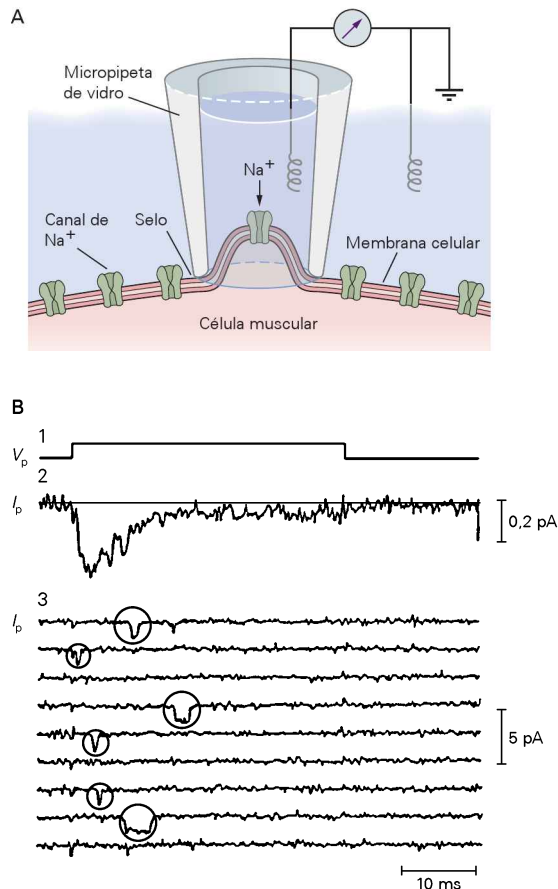 A
Micropipeta
de vidro
Na⁺
Canal de
Na⁺
Selo
Membrana celular
Célula muscular
B
1
Vₚ
2
Iₚ
0,2 pA
3
Iₚ
5 pA
10 ms